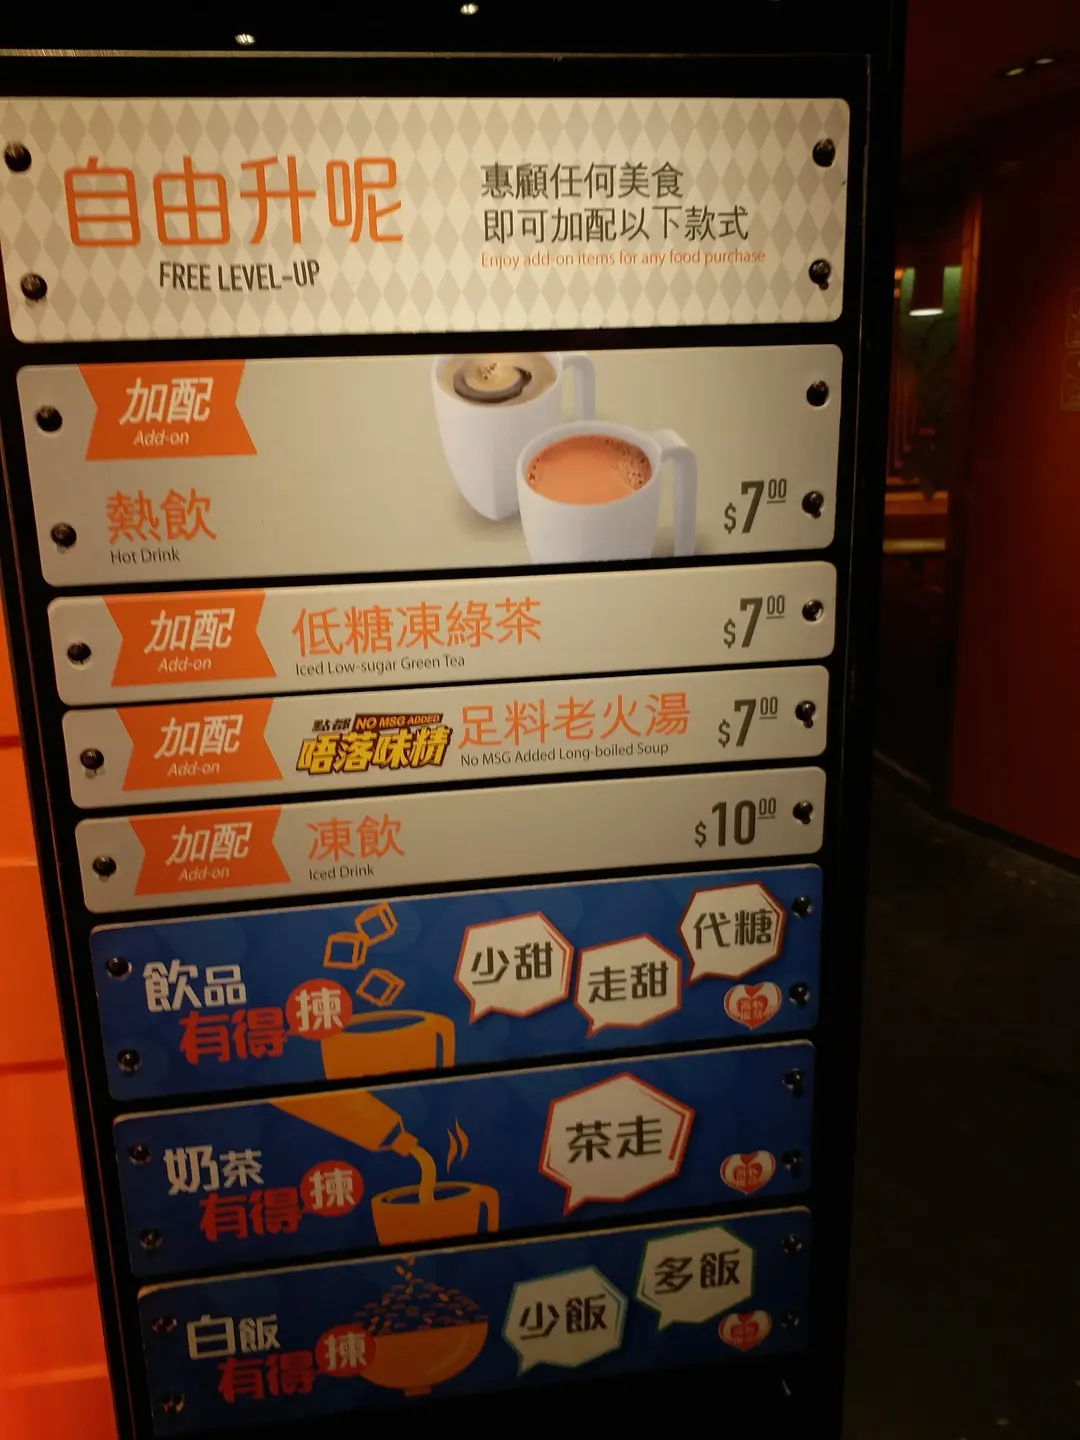 自由升呢
FREE LEVEL-UP
惠顧任何美食
即可加配以下款式
Enjoy add-on items for any food purchase
加配
Add-on
熱飲
Hot Drink
$7.00
加配
Add-on
低糖凍綠茶
Iced Low-sugar Green Tea
$7.00
加配
Add-on
點都 NO MSG ADDED
唔落味精
足料老火湯
No MSG Added Long-boiled Soup
$7.00
加配
Add-on
凍飲
Iced Drink
$10.00
飲品
有得揀
少甜
走甜
代糖
奶茶
有得揀
茶走
白飯
有得揀
少飯
多飯